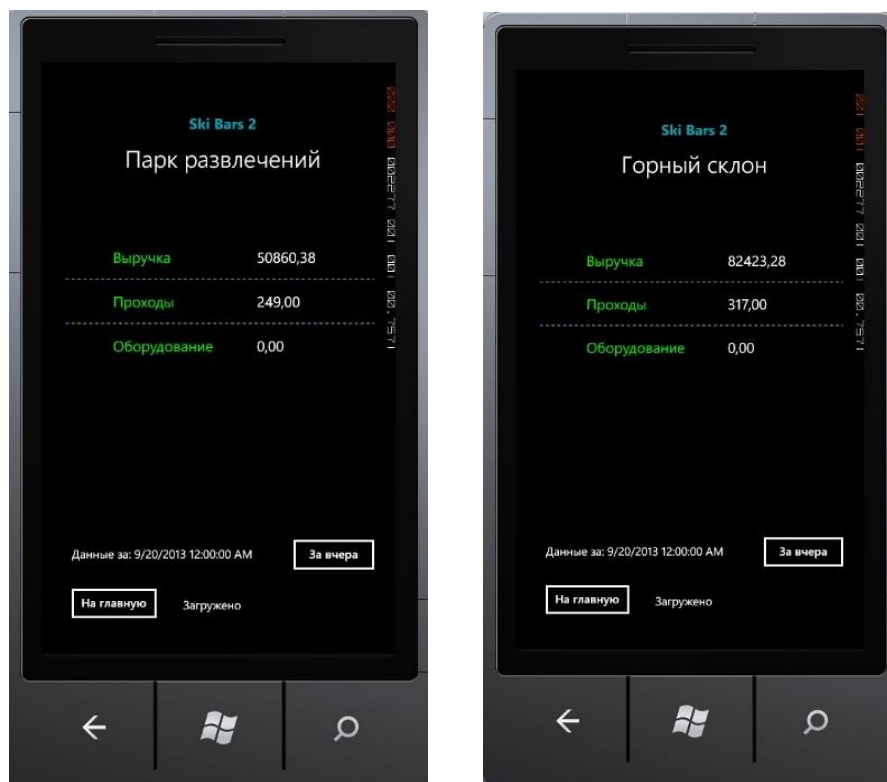 Ski Bars 2
Парк развлечений
Выручка 50860,38
Проходы 249,00
Оборудование 0,00
Данные за: 9/20/2013 12:00:00 AM За вчера
На главную Загружено
Ski Bars 2
Горный склон
Выручка 82423,28
Проходы 317,00
Оборудование 0,00
Данные за: 9/20/2013 12:00:00 AM За вчера
На главную Загружено